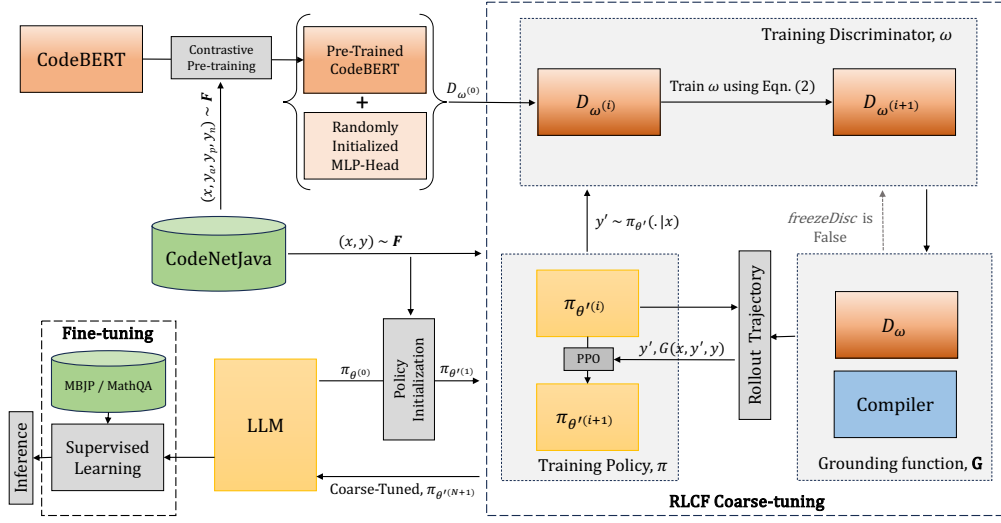 CodeBERT
Contrastive
Pre-training
Pre-Trained
CodeBERT
+
Randomly
Initialized
MLP-Head
D_ω^(0)
(x, y_a, y_p, y_n) ~ F
Training Discriminator, ω
D_ω^(i)
Train ω using Eqn. (2)
D_ω^(i+1)
CodeNetJava
(x, y) ~ F
y′ ~ π_θ′(. |x)
freezeDisc is
False
Fine-tuning
MBJP / MathQA
Supervised
Learning
Inference
LLM
π_θ^(0)
Policy
Initialization
π_θ′^(1)
Coarse-Tuned, π_θ′^(N+1)
π_θ′^(i)
PPO
y′, G(x, y′, y)
π_θ′^(i+1)
Training Policy, π
Rollout Trajectory
D_ω
Compiler
Grounding function, G
RLCF Coarse-tuning